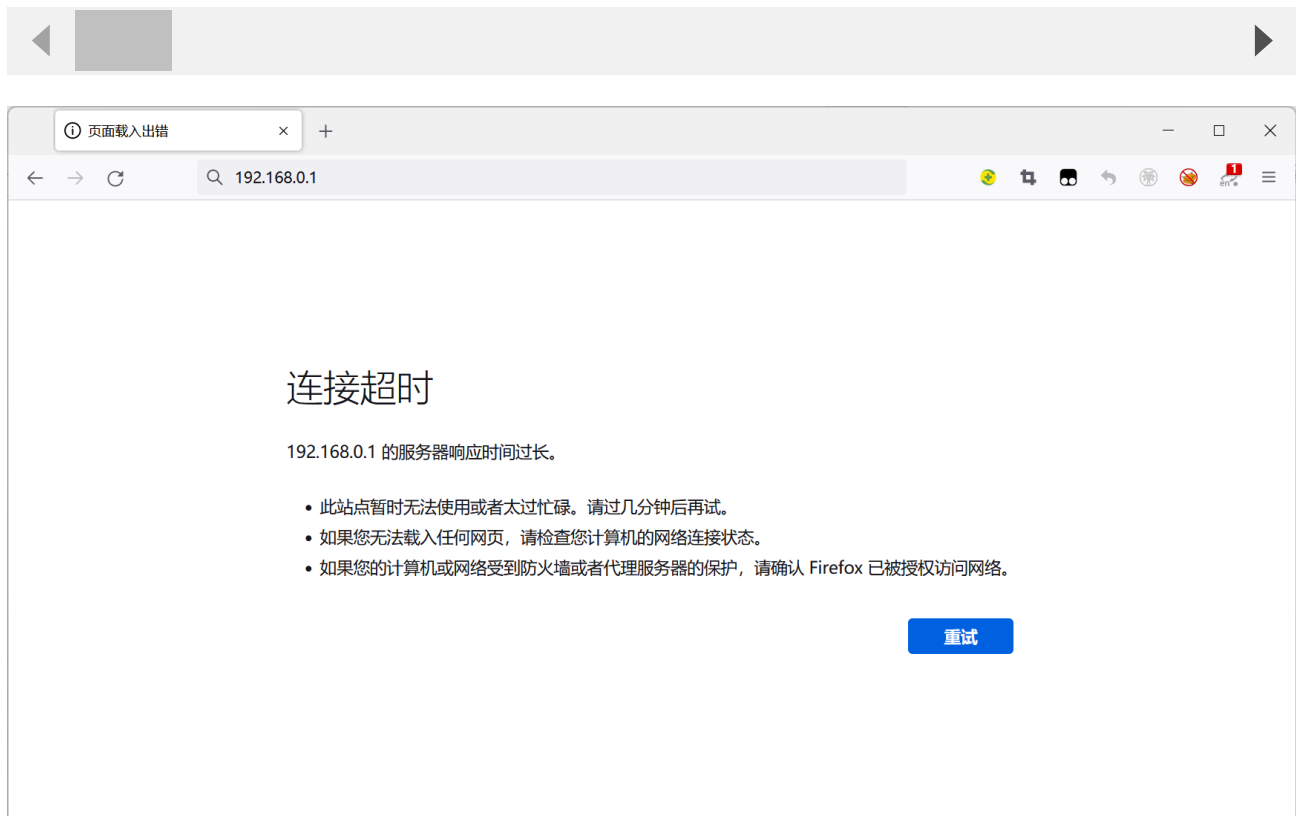 页面载入出错
192.168.0.1
1
en
连接超时
192.168.0.1 的服务器响应时间过长。
此站点暂时无法使用或者太过忙碌。请过几分钟后再试。
如果您无法载入任何网页，请检查您计算机的网络连接状态。
如果您的计算机或网络受到防火墙或者代理服务器的保护，请确认 Firefox 已被授权访问网络。
重试